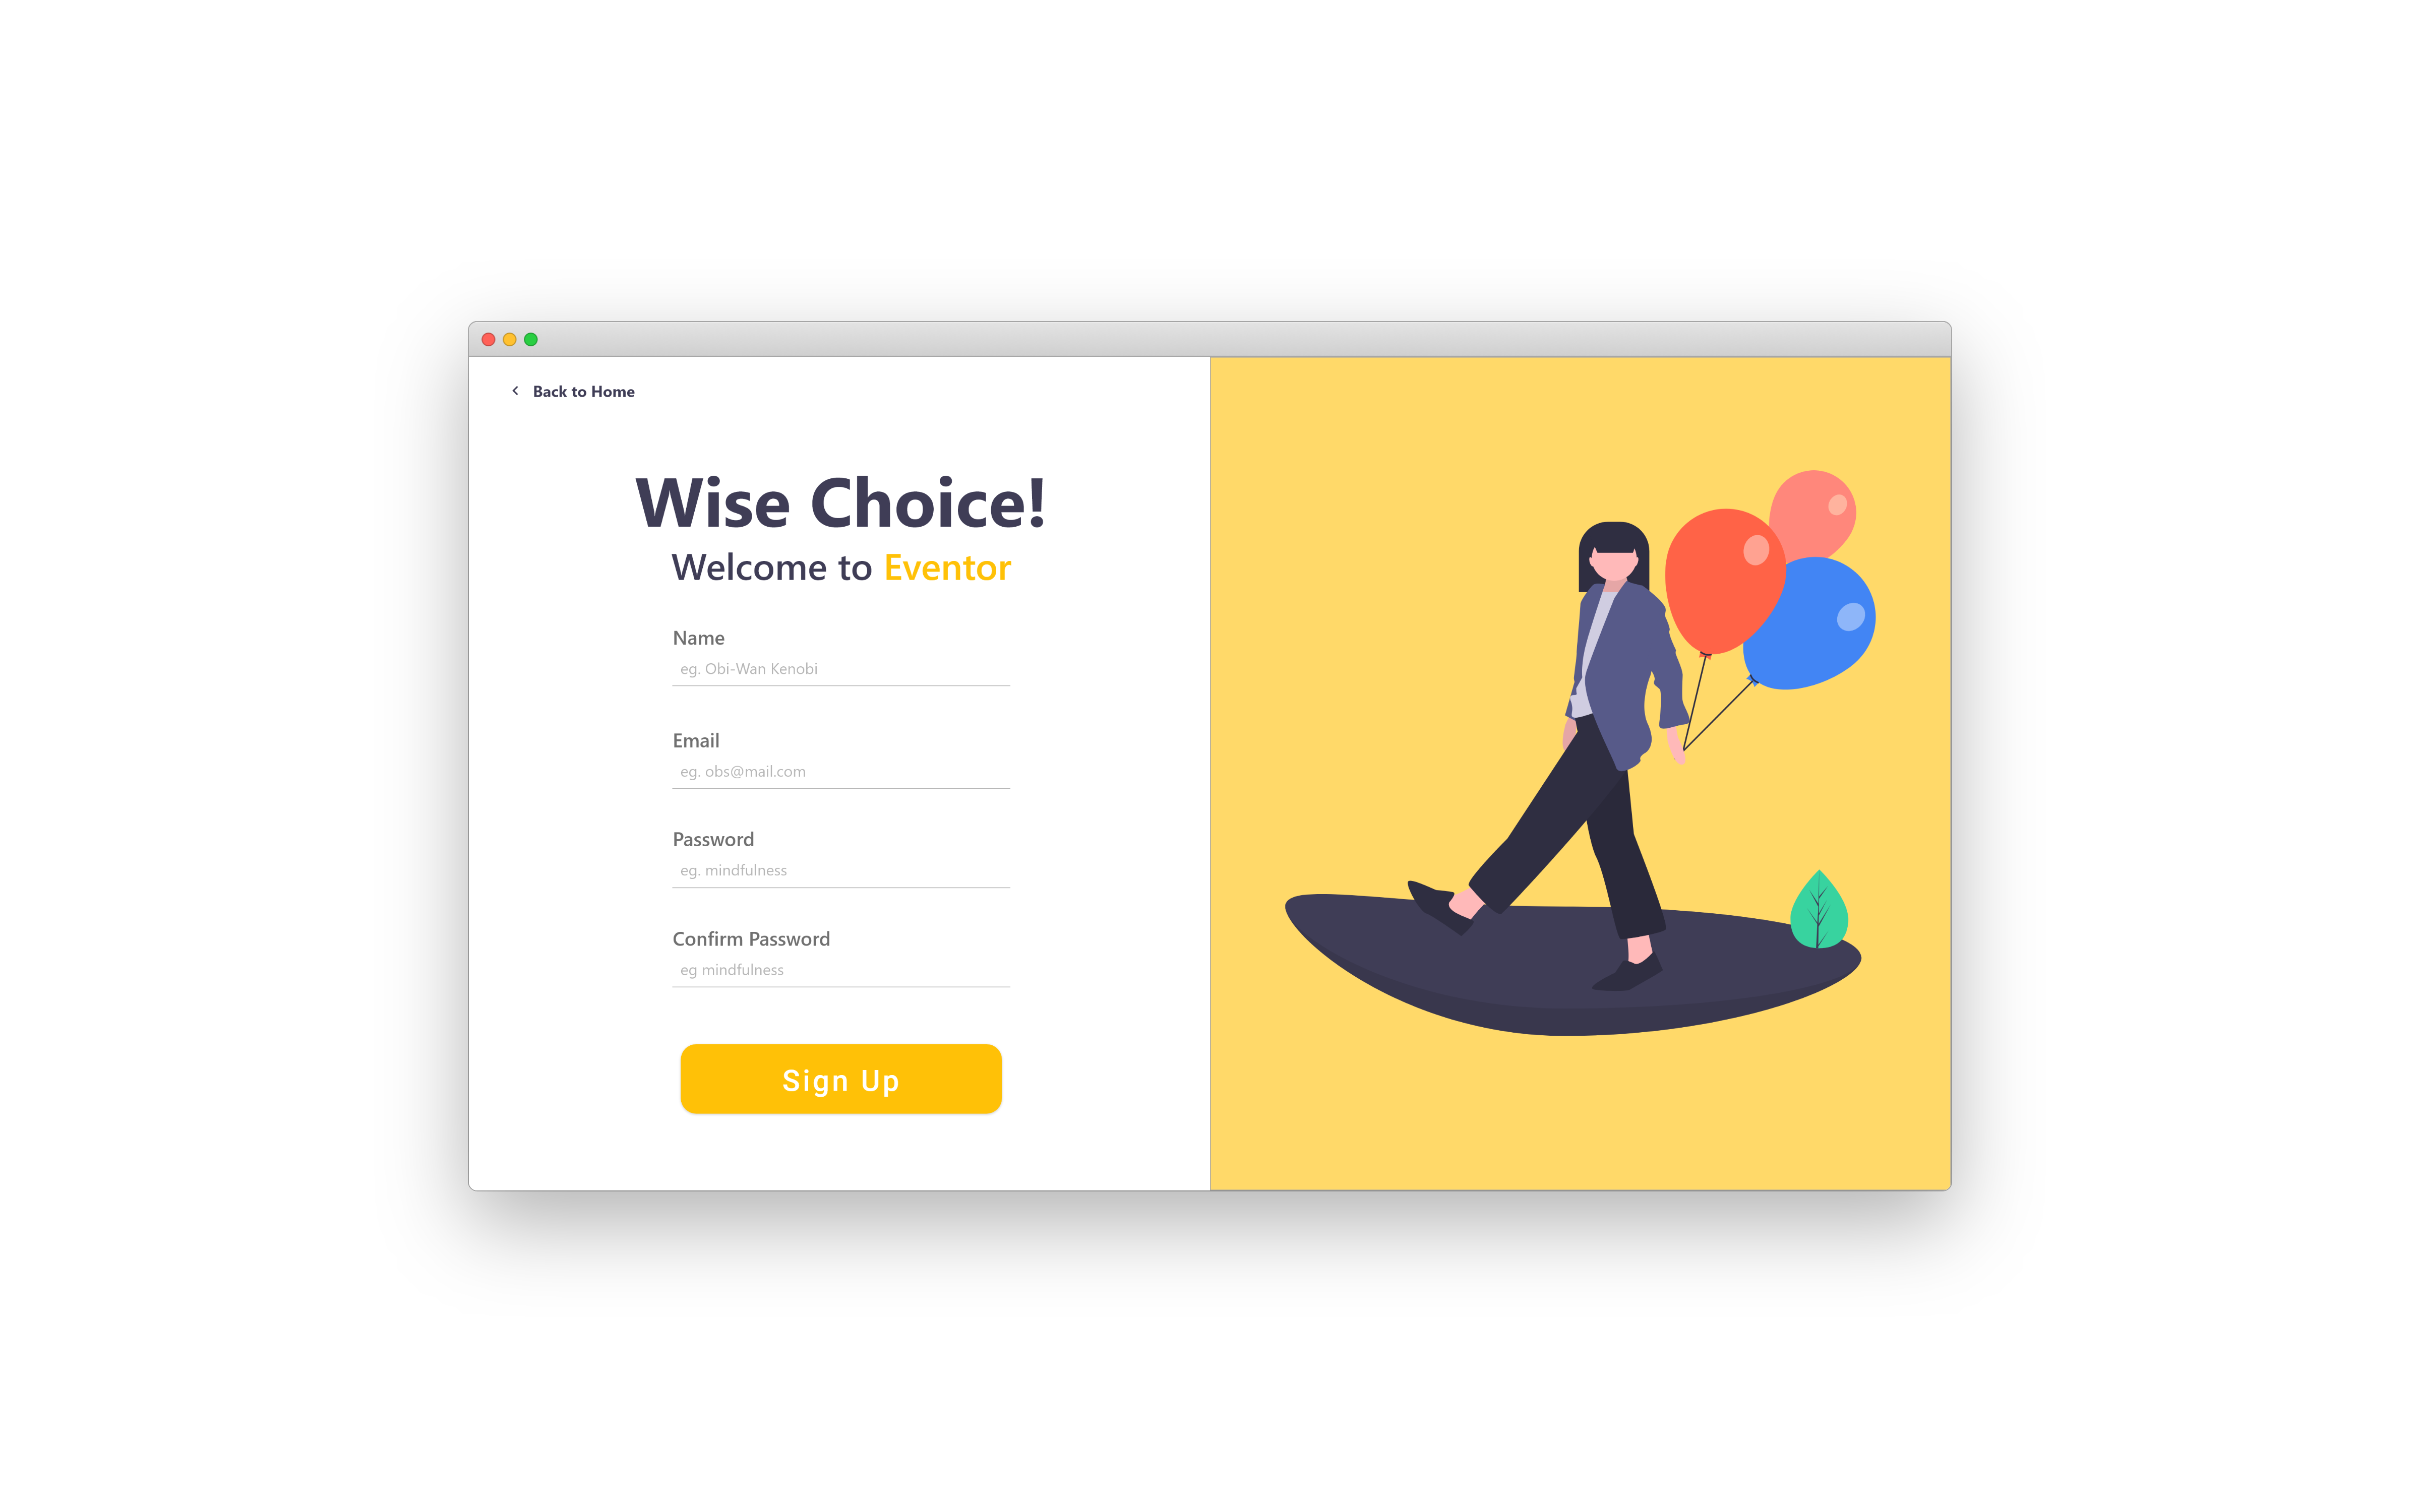 Back to Home
Wise Choice!
Welcome to Eventor
Name
eg. Obi-Wan Kenobi
Email
eg. obs@mail.com
Password
eg. mindfulness
Confirm Password
eg mindfulness
Sign Up